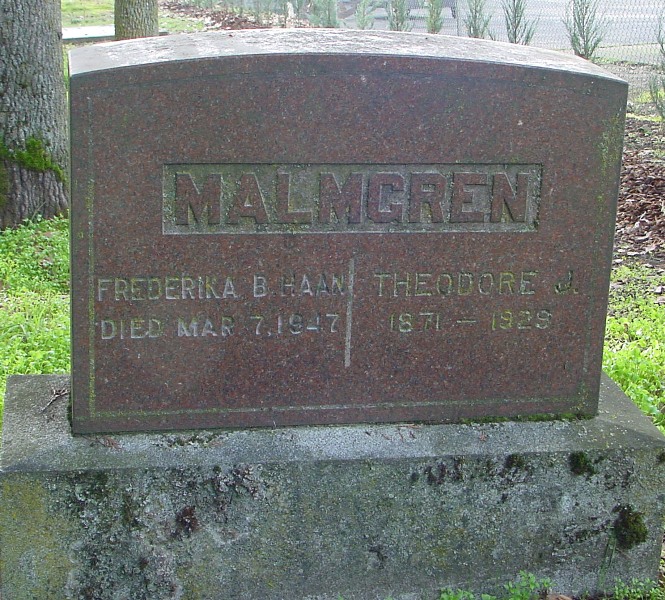 MALMGREN
FREDERIKA B. HAAN
DIED MAR 7, 1947
THEODORE J.
1871 — 1929